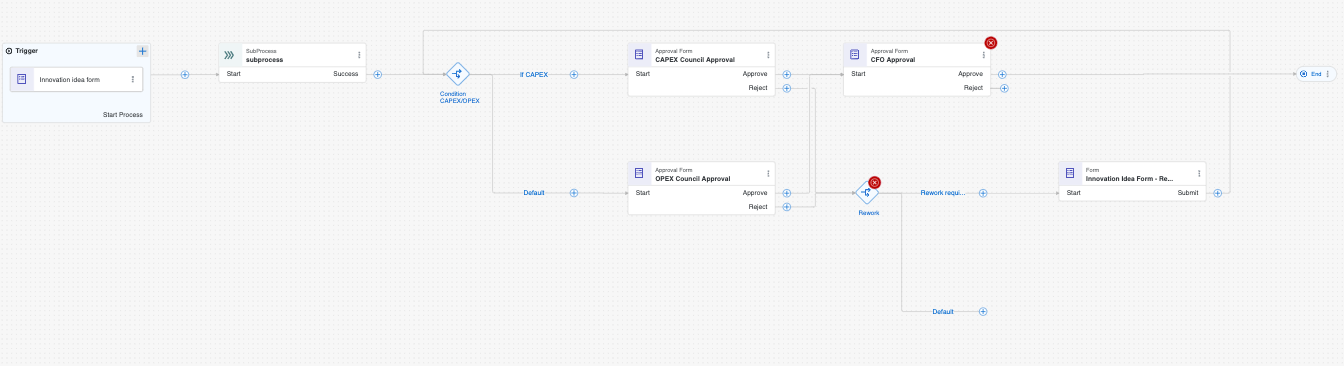 Trigger
Innovation idea form
Start Process
SubProcess
subprocess
Start
Success
Condition
CAPEX/OPEX
If CAPEX
Default
Approval Form
CAPEX Council Approval
Start
Approve
Reject
Approval Form
CFO Approval
Start
Approve
Reject
End
Approval Form
OPEX Council Approval
Start
Approve
Reject
Rework
Rework requi...
Default
Form
Innovation Idea Form - Re...
Start
Submit